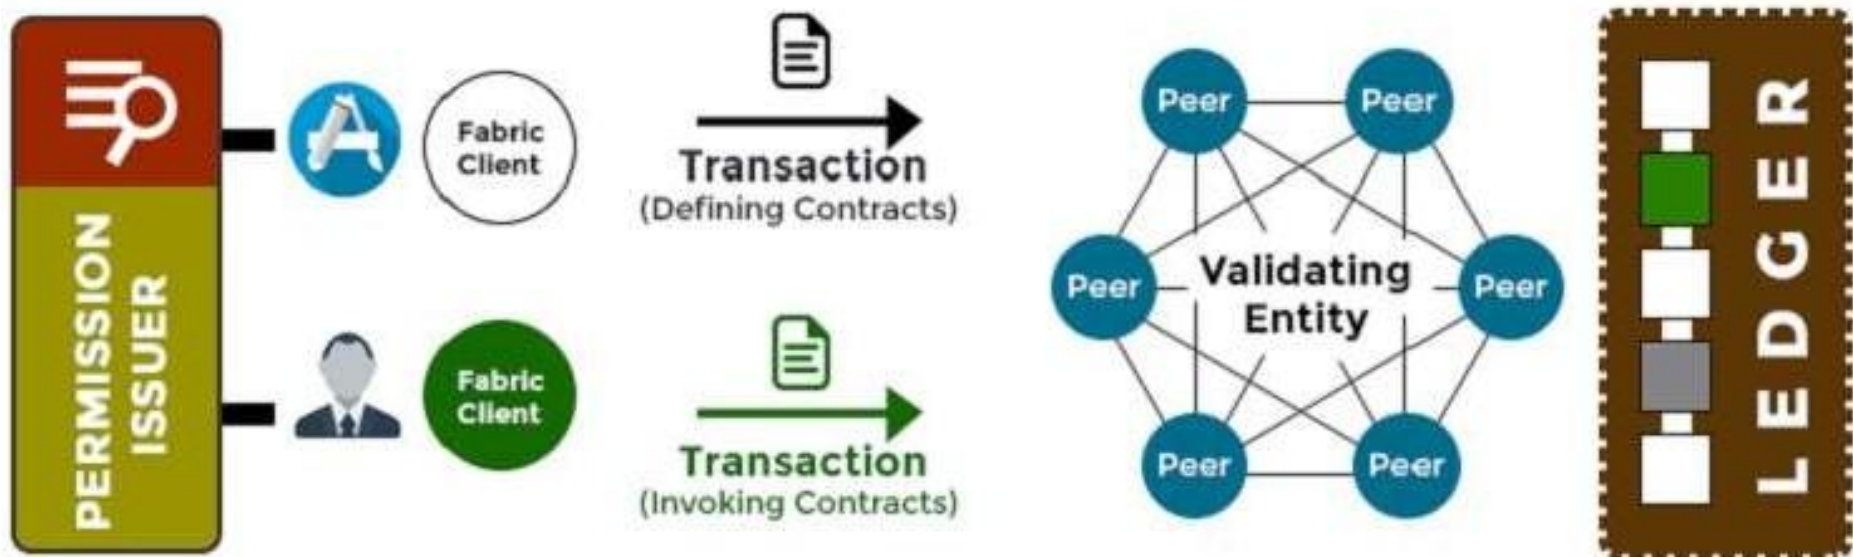 PERMISSION
ISSUER
Fabric
Client
Transaction
(Defining Contracts)
Fabric
Client
Transaction
(Invoking Contracts)
Peer
Peer
Peer
Validating
Entity
Peer
Peer
Peer
LEDGER